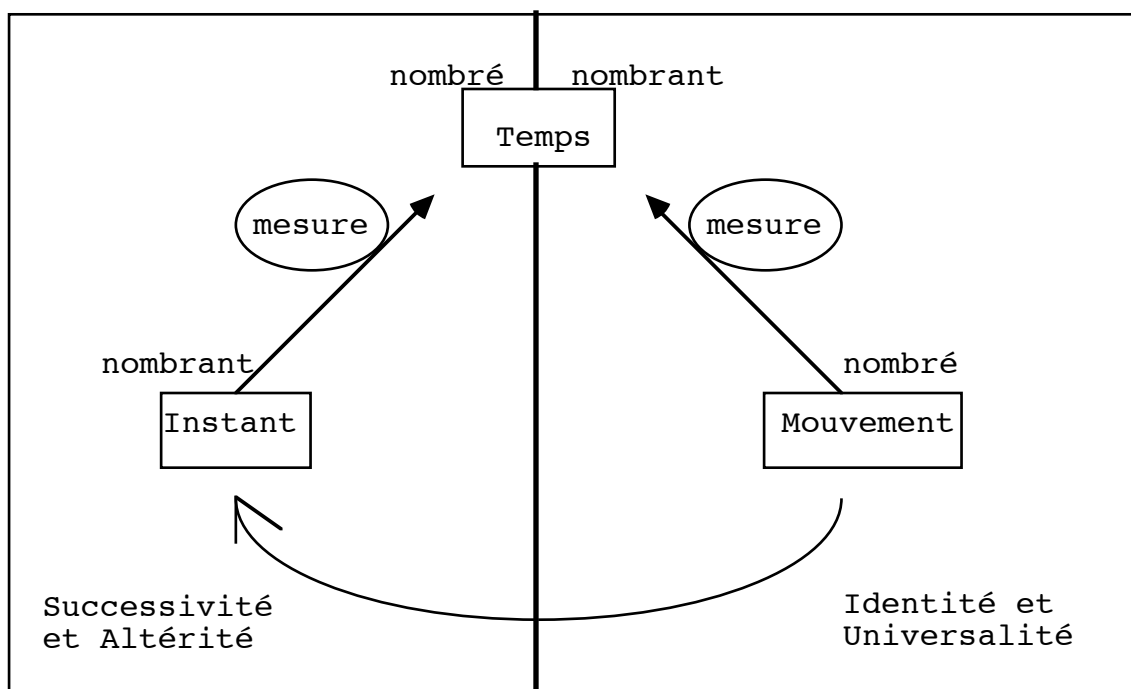 nombré nombrant
Temps
mesure mesure
nombrant nombré
Instant Mouvement
Successivité
et Altérité
Identité et
Universalité